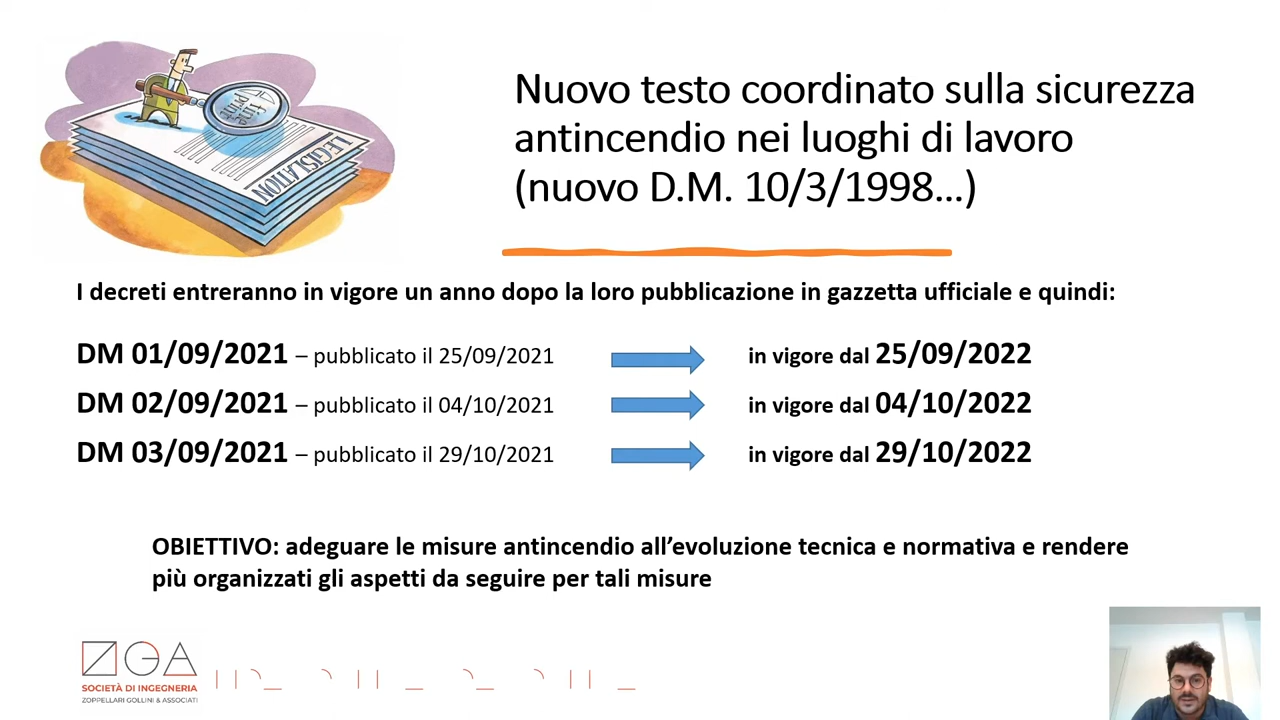 LEGISLATION
Nuovo testo coordinato sulla sicurezza
antincendio nei luoghi di lavoro
(nuovo D.M. 10/3/1998…)
I decreti entreranno in vigore un anno dopo la loro pubblicazione in gazzetta ufficiale e quindi:
DM 01/09/2021 – pubblicato il 25/09/2021 in vigore dal 25/09/2022
DM 02/09/2021 – pubblicato il 04/10/2021 in vigore dal 04/10/2022
DM 03/09/2021 – pubblicato il 29/10/2021 in vigore dal 29/10/2022
OBIETTIVO: adeguare le misure antincendio all’evoluzione tecnica e normativa e rendere
più organizzati gli aspetti da seguire per tali misure
ZGA
SOCIETÀ DI INGEGNERIA
ZOPPELLARI GOLLINI & ASSOCIATI